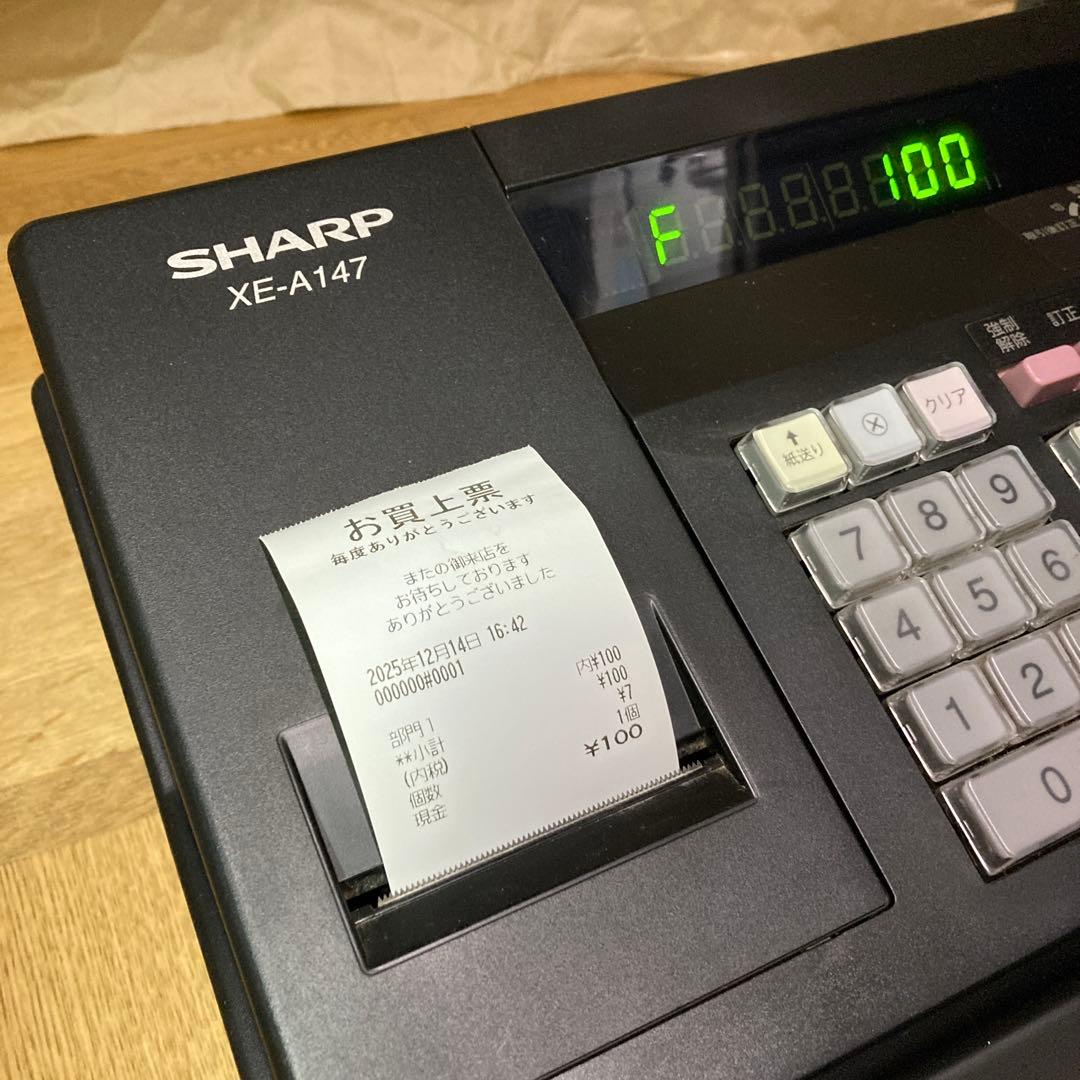 SHARP
XE-A147
F 100
強制
解除
訂正
↑
紙送り
⊗
クリア
7 8 9
4 5 6
1 2
0
お買上票
毎度ありがとうございます
またの御来店を
お待ちしております
ありがとうございました
2025年12月14日 16:42
000000#0001
部門1 内¥100
**小計 ¥100
(内税) ¥7
個数 1個
現金 ¥100